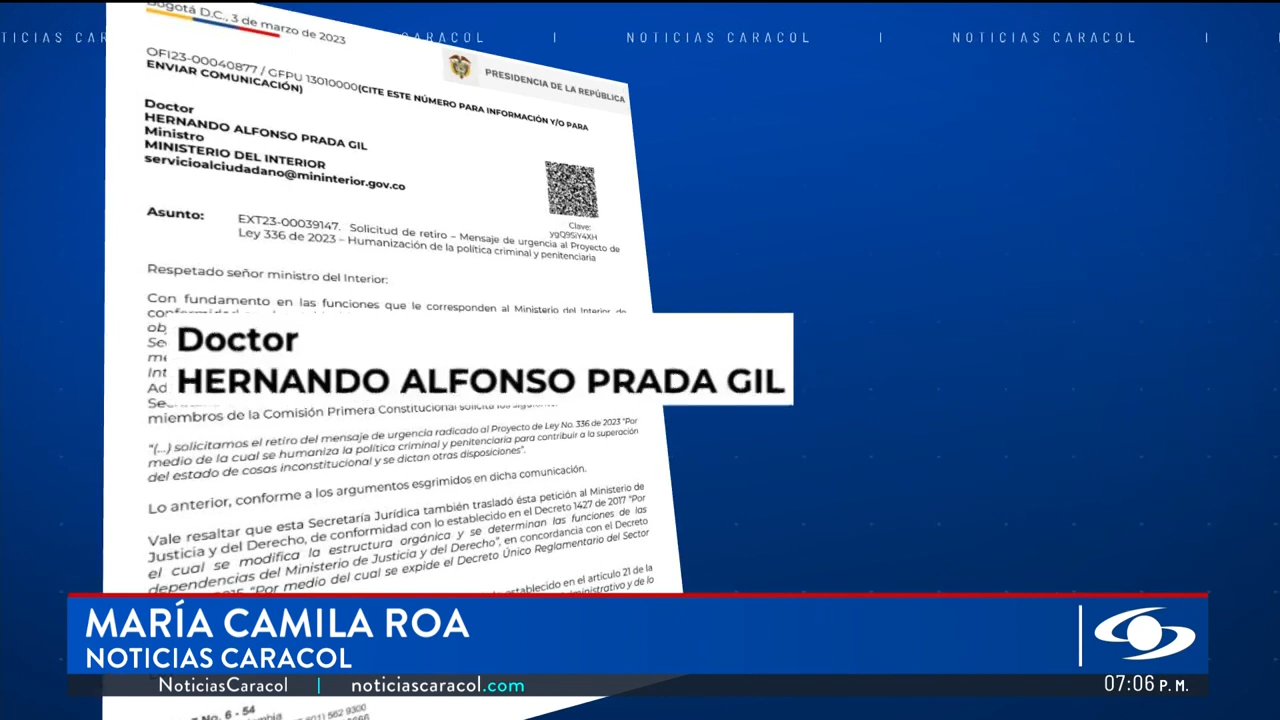 TICIAS CAR
ARACOL
NOTICIAS CARACOL
NOTICIAS CARACOL
Bogotá D.C., 3 de marzo de 2023
PRESIDENCIA DE LA REPÚBLICA
OFI23-00040877 / GFPU 13010000(CITE ESTE NÚMERO PARA INFORMACIÓN Y/O PARA
ENVIAR COMUNICACIÓN)
Doctor
HERNANDO ALFONSO PRADA GIL
Ministro
MINISTERIO DEL INTERIOR
servicioalciudadano@mininterior.gov.co
Clave:
ygQ9SiY4XH
Asunto: EXT23-00039147. Solicitud de retiro – Mensaje de urgencia al Proyecto de
Ley 336 de 2023 – Humanización de la política criminal y penitenciaria
Respetado señor ministro del Interior:
Con fundamento en las funciones que le corresponden al Ministerio del Interior de
Doctor
HERNANDO ALFONSO PRADA GIL
miembros de la Comisión Primera Constitucional solicita
"(...) solicitamos el retiro del mensaje de urgencia radicado al Proyecto de Ley No. 336 de 2023 "Por
medio de la cual se humaniza la política criminal y penitenciaria para contribuir a la superación
del estado de cosas inconstitucional y se dictan otras disposiciones".
Lo anterior, conforme a los argumentos esgrimidos en dicha comunicación.
Vale resaltar que esta Secretaría Jurídica también trasladó ésta petición al Ministerio de
Justicia y del Derecho, de conformidad con lo establecido en el Decreto 1427 de 2017 "Por
el cual se modifica la estructura orgánica y se determinan las funciones de las
dependencias del Ministerio de Justicia y del Derecho", en concordancia con el Decreto
"Por medio del cual se expide el Decreto Único Reglamentario del Sector
establecido en el artículo 21 de la
y de lo
MARÍA CAMILA ROA
NOTICIAS CARACOL
NoticiasCaracol | noticiascaracol.com
07:06 P.M.
No. 6 - 54
562 9300